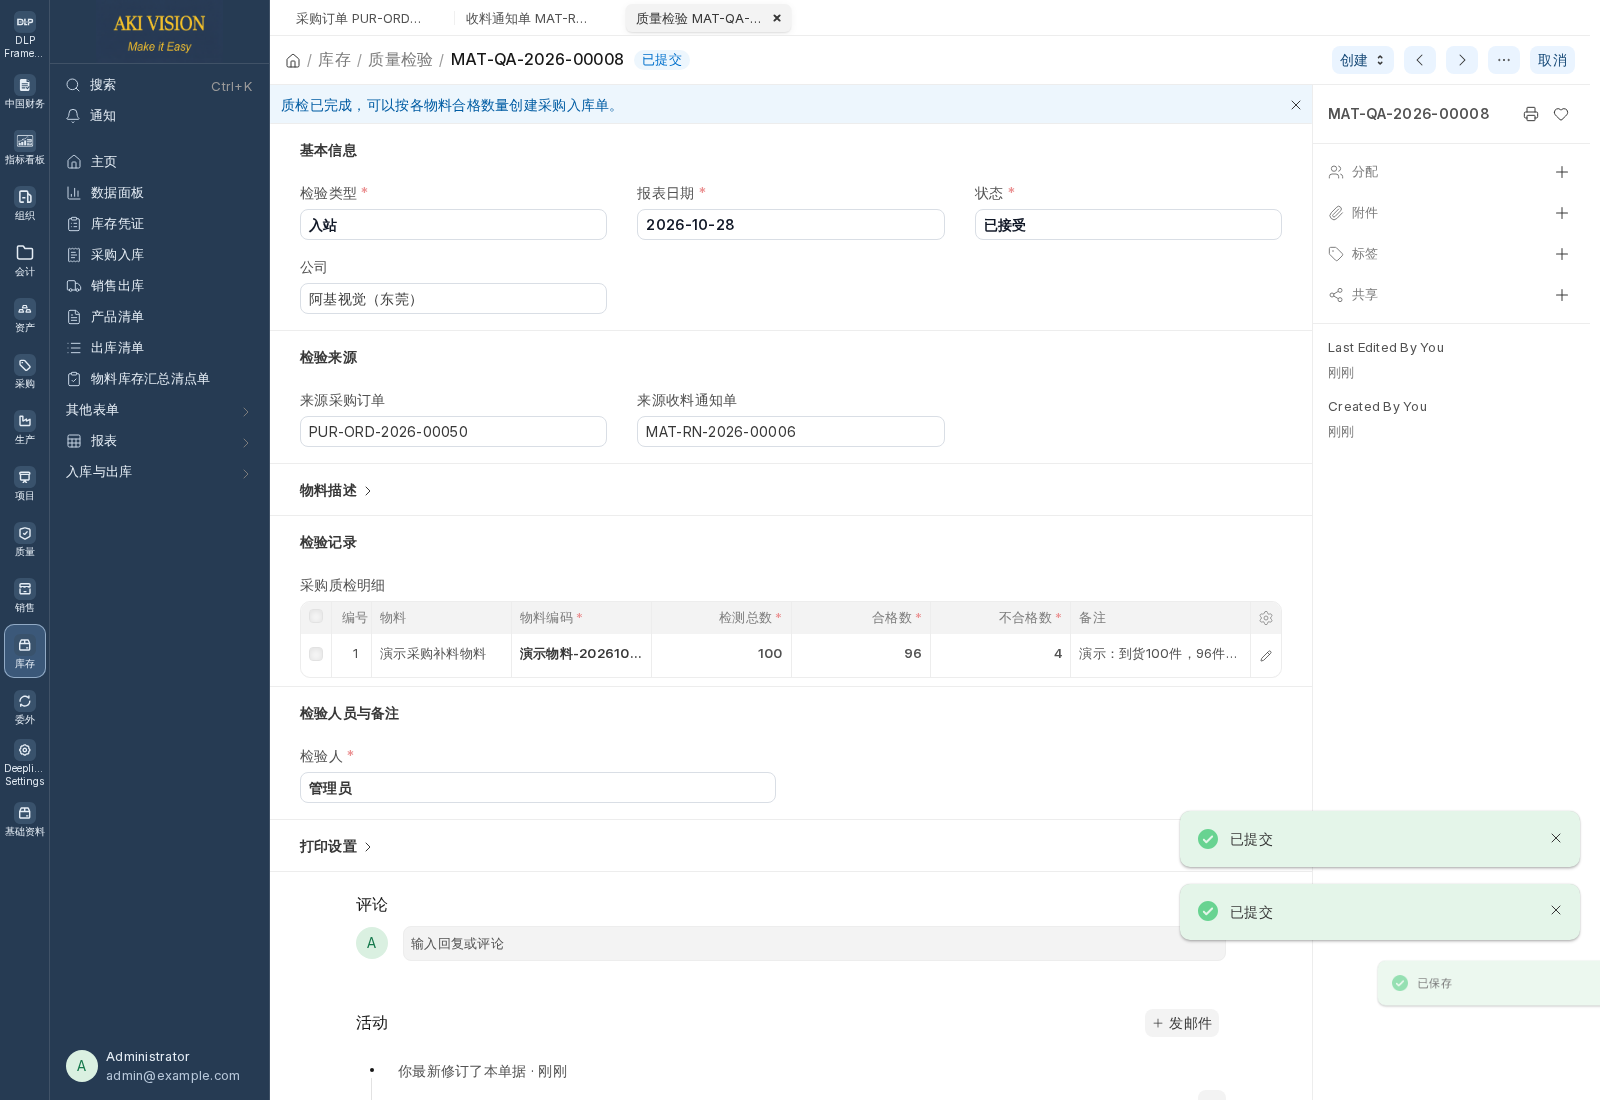 DLP
DLP
Frame...
中国财务
指标看板
组织
会计
资产
采购
生产
项目
质量
销售
库存
委外
Deepli...
Settings
基础资料
AKI VISION
Make it Easy
搜索 Ctrl+K
通知
主页
数据面板
库存凭证
采购入库
销售出库
产品清单
出库清单
物料库存汇总清点单
其他表单
报表
入库与出库
A
Administrator
admin@example.com
采购订单 PUR-ORD... 收料通知单 MAT-R... 质量检验 MAT-QA-... ×
/ 库存 / 质量检验 / MAT-QA-2026-00008 已提交
创建 ... 取消
质检已完成，可以按各物料合格数量创建采购入库单。
基本信息
检验类型 * 报表日期 * 状态 *
入站 2026-10-28 已接受
公司
阿基视觉（东莞）
检验来源
来源采购订单 来源收料通知单
PUR-ORD-2026-00050 MAT-RN-2026-00006
物料描述
检验记录
采购质检明细
编号 物料 物料编码 * 检测总数 * 合格数 * 不合格数 * 备注
1 演示采购补料物料 演示物料-202610... 100 96 4 演示：到货100件，96件...
检验人员与备注
检验人 *
管理员
打印设置
评论
A 输入回复或评论
活动
+ 发邮件
你最新修订了本单据 · 刚刚
MAT-QA-2026-00008
分配
附件
标签
共享
Last Edited By You
刚刚
Created By You
刚刚
已提交
已提交
已保存